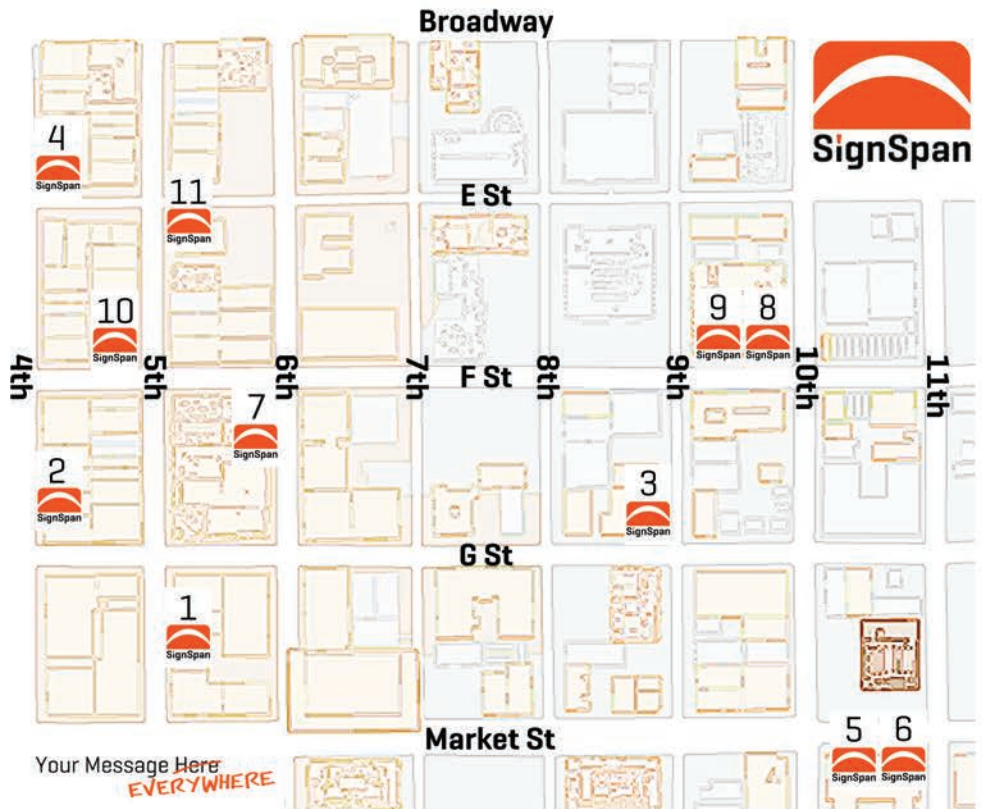 Broadway
SignSpan
4
SignSpan
11
SignSpan
E St
10
SignSpan
9
SignSpan
8
SignSpan
4th
5th
6th
7th
8th
9th
10th
11th
F St
7
SignSpan
2
SignSpan
3
SignSpan
G St
1
SignSpan
Market St
5
SignSpan
6
SignSpan
Your Message Here
EVERYWHERE